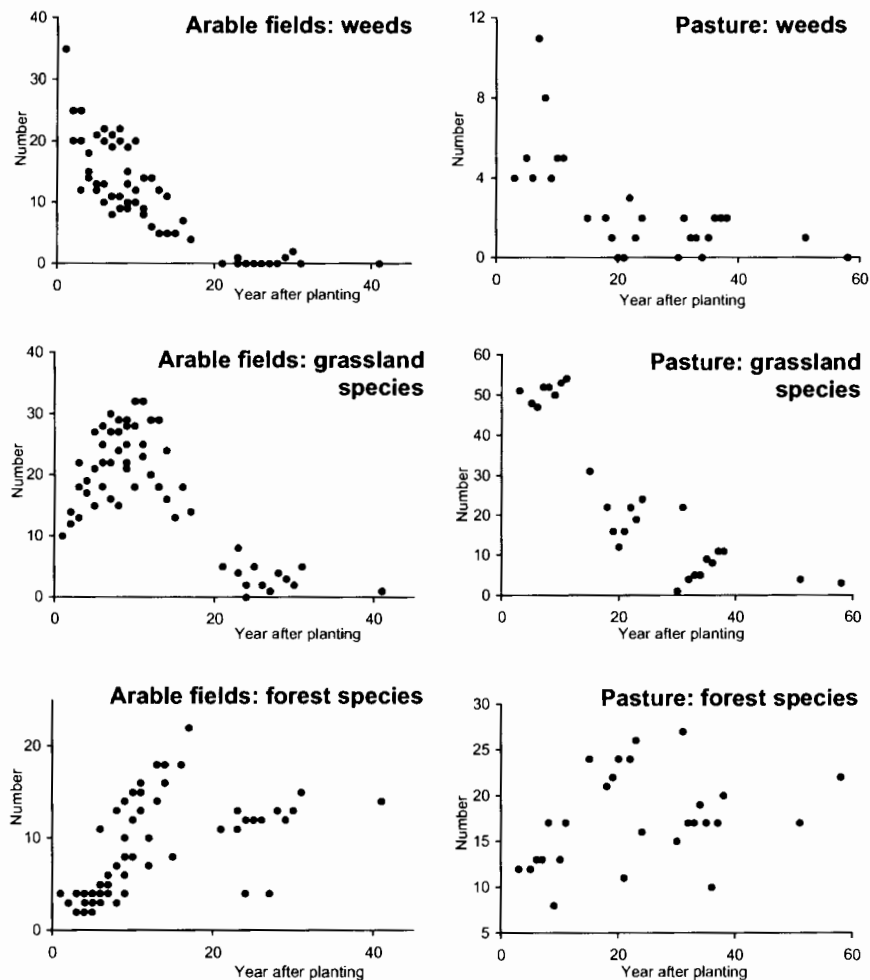 Arable fields: weeds
40
30
20
10
0
Number
0 20 40
Year after planting
Pasture: weeds
12
8
4
0
Number
0 20 40 60
Year after planting
Arable fields: grassland
species
40
30
20
10
0
Number
0 20 40
Year after planting
Pasture: grassland
species
60
50
40
30
20
10
0
Number
0 20 40 60
Year after planting
Arable fields: forest species
20
10
0
Number
0 20 40
Year after planting
Pasture: forest species
30
25
20
15
10
5
Number
0 20 40 60
Year after planting